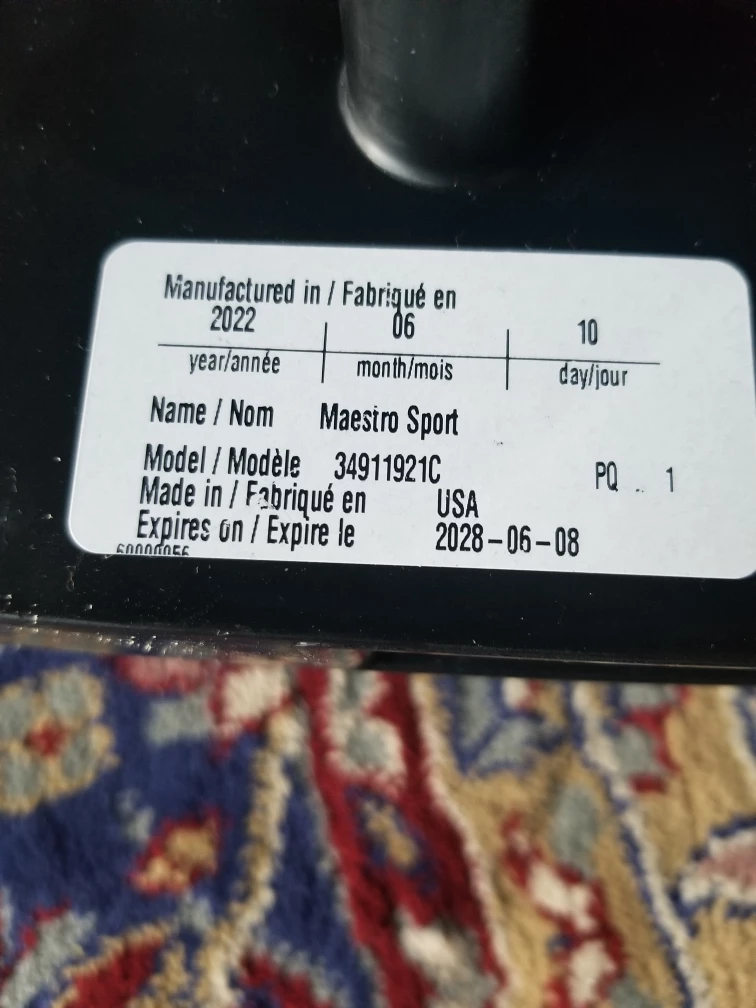 Manufactured in / Fabriqué en
2022 06 10
year/année month/mois day/jour
Name / Nom Maestro Sport
Model / Modèle 34911921C PQ .. 1
Made in / Fabriqué en USA
Expires on / Expire le 2028-06-08